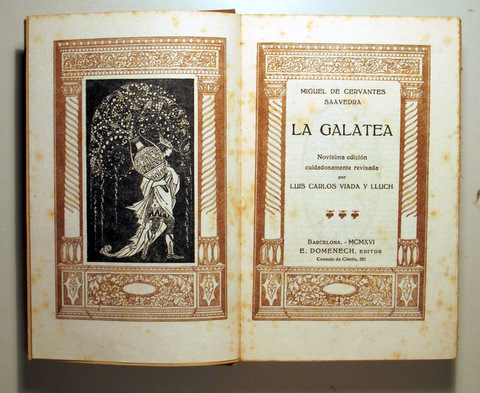 MIGUEL DE CERVANTES
SAAVEDRA
LA GALATEA
Novísima edición
cuidadosamente revisada
por
LUIS CARLOS VIADA Y LLUCH
BARCELONA. - MCMXVI
E. DOMENECH, EDITOR
Consejo de Ciento,